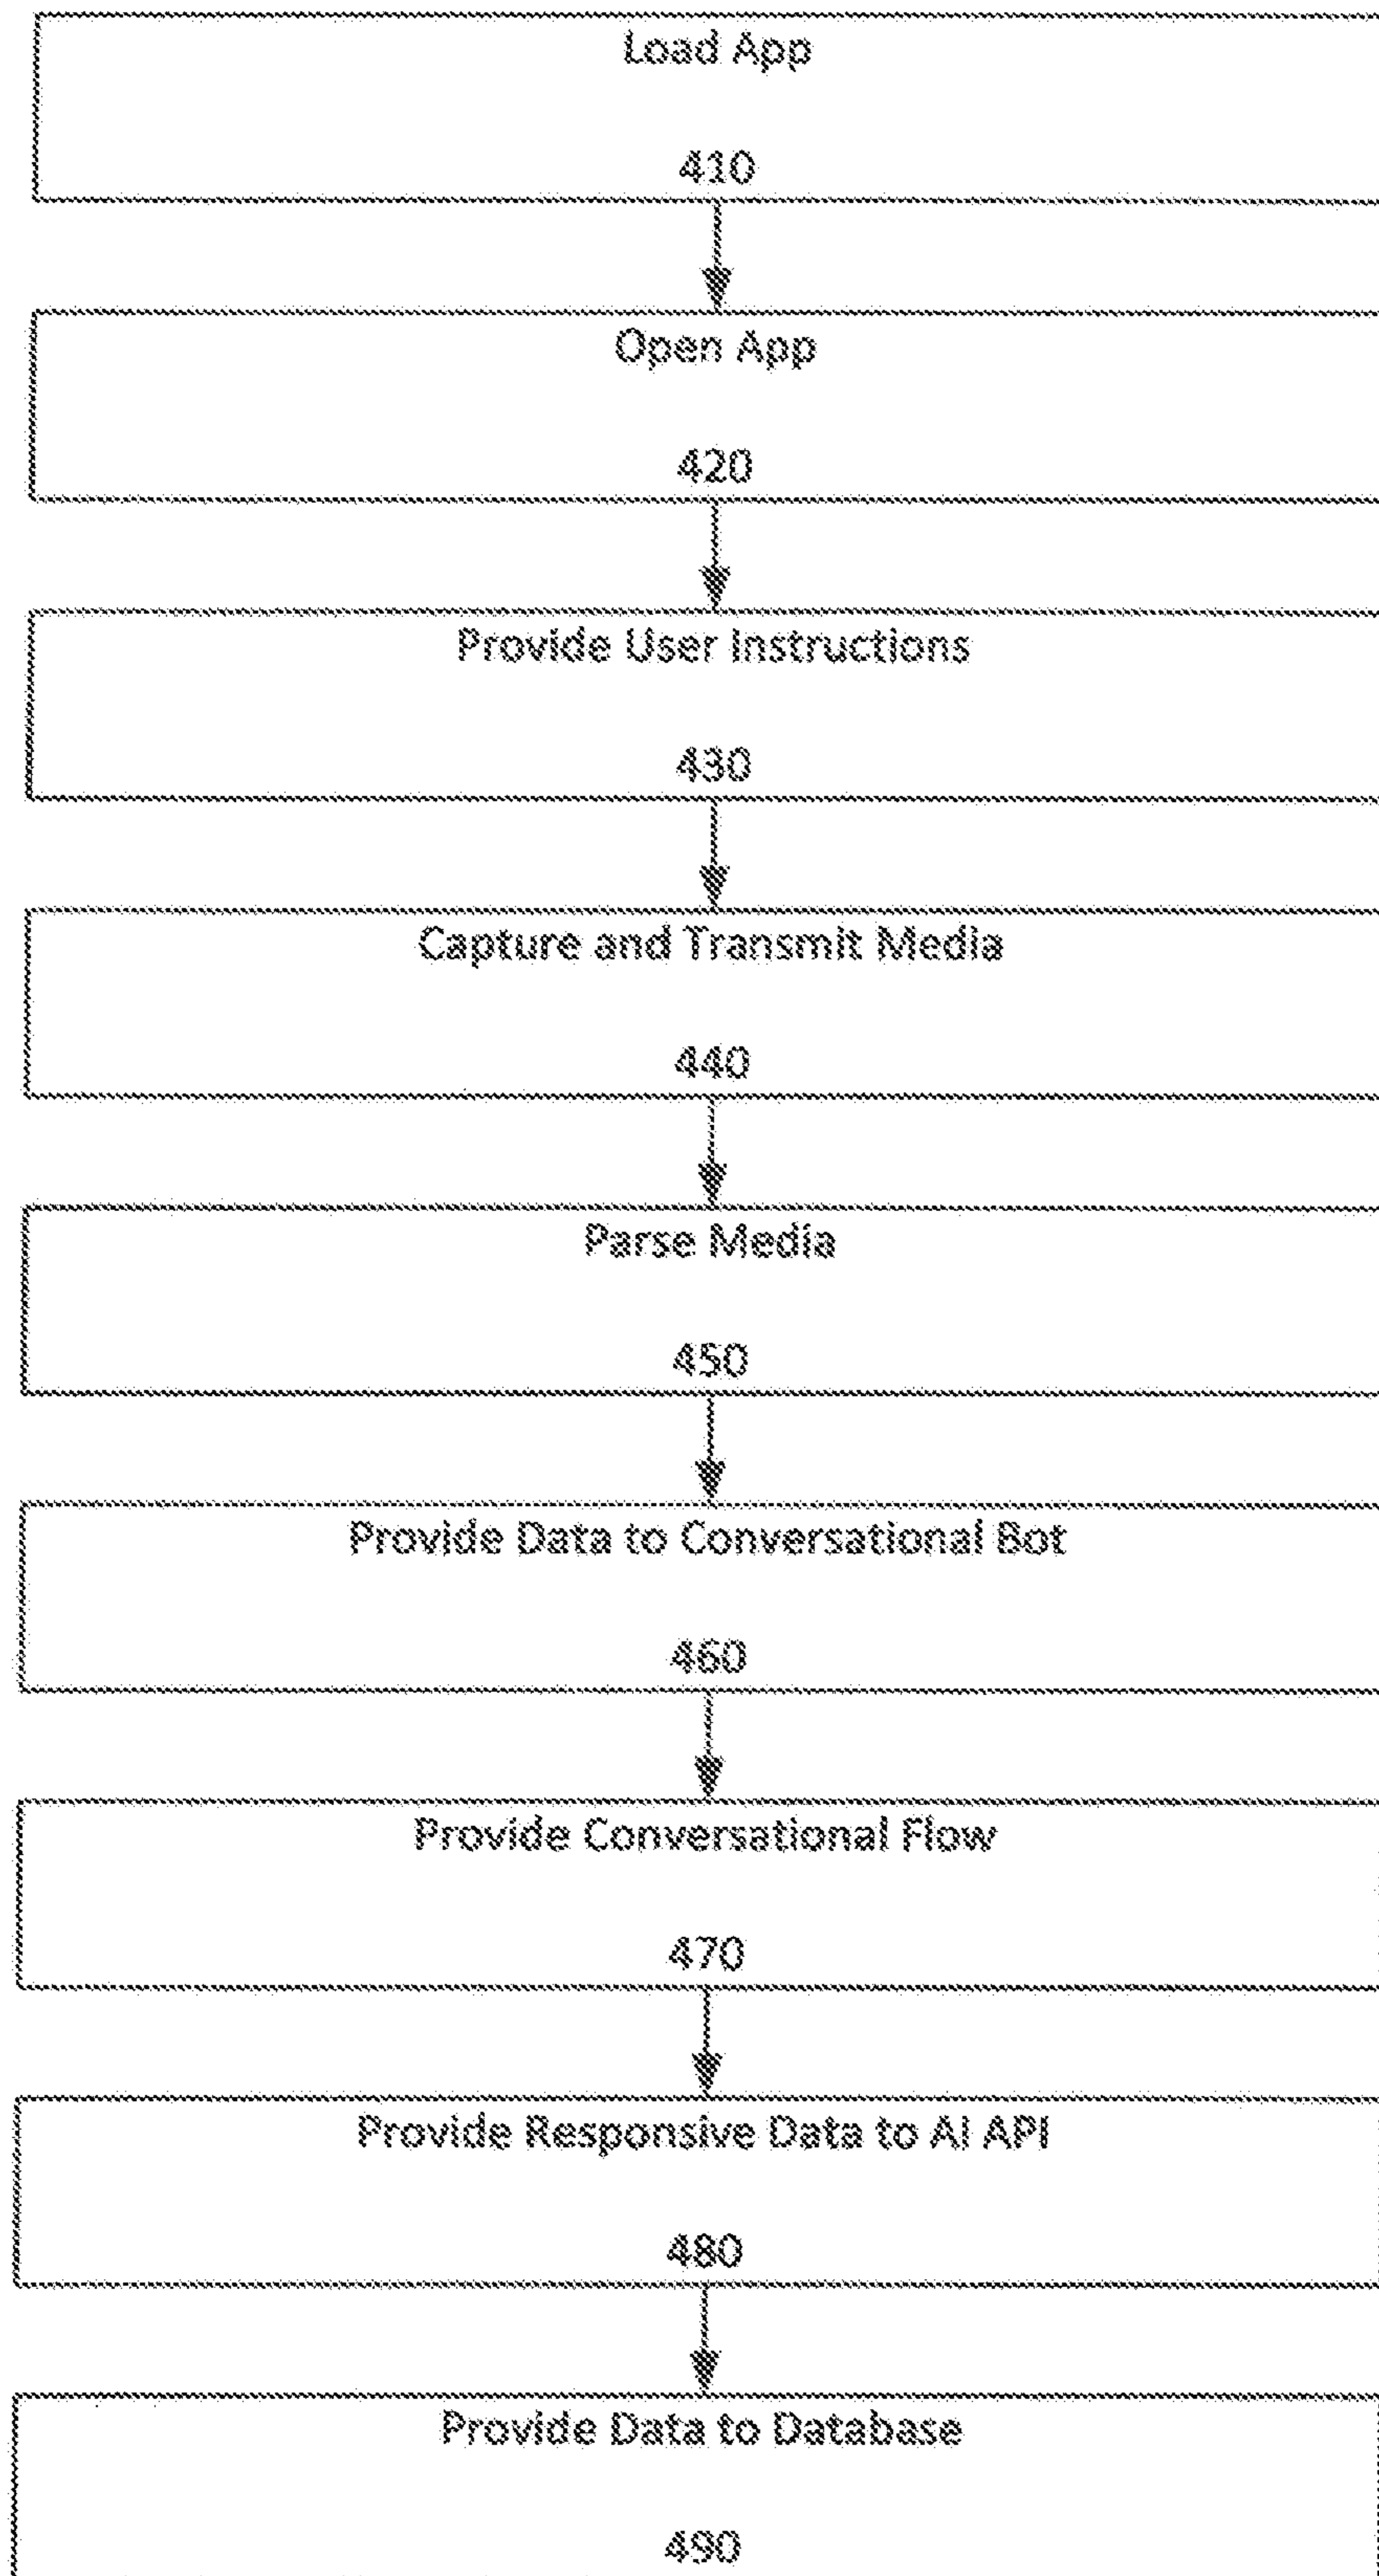 Load App
410
Open App
420
Provide User Instructions
430
Capture and Transmit Media
440
Parse Media
450
Provide Data to Conversational Bot
460
Provide Conversational Flow
470
Provide Responsive Data to AI API
480
Provide Data to Database
490